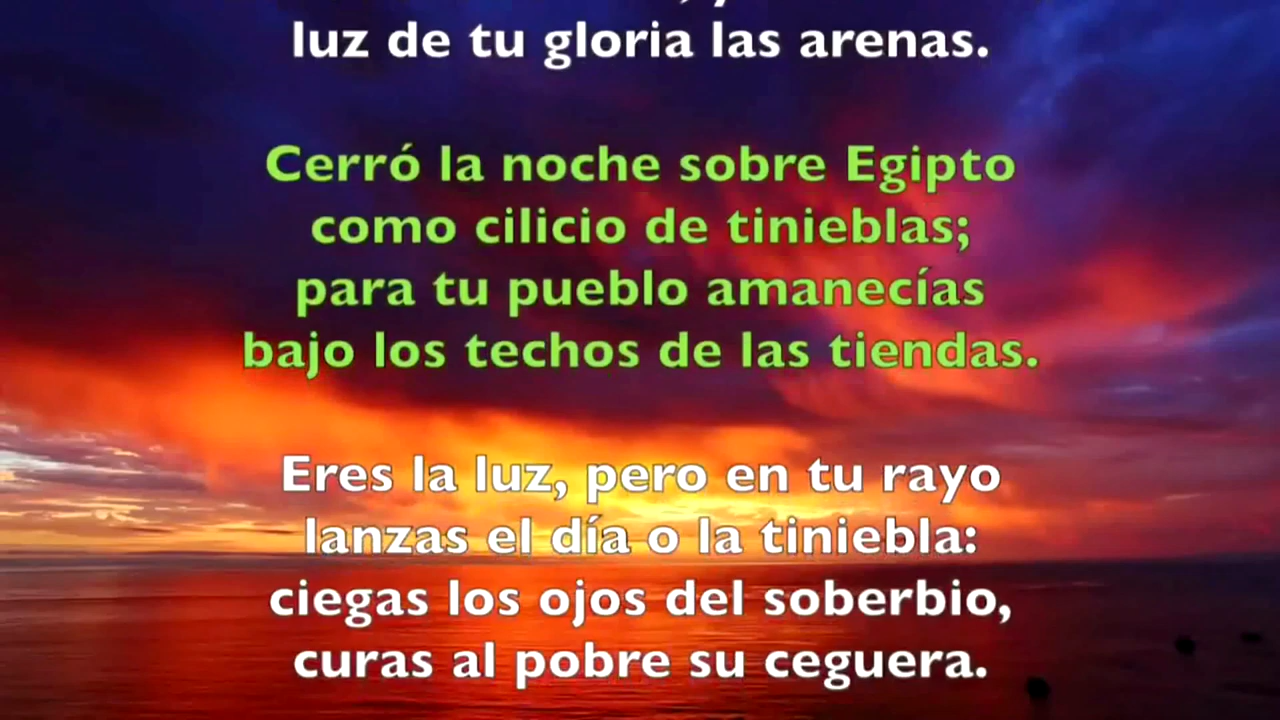 luz de tu gloria las arenas.
Cerró la noche sobre Egipto
como cilicio de tinieblas;
para tu pueblo amanecías
bajo los techos de las tiendas.
Eres la luz, pero en tu rayo
lanzas el día o la tiniebla:
ciegas los ojos del soberbio,
curas al pobre su ceguera.